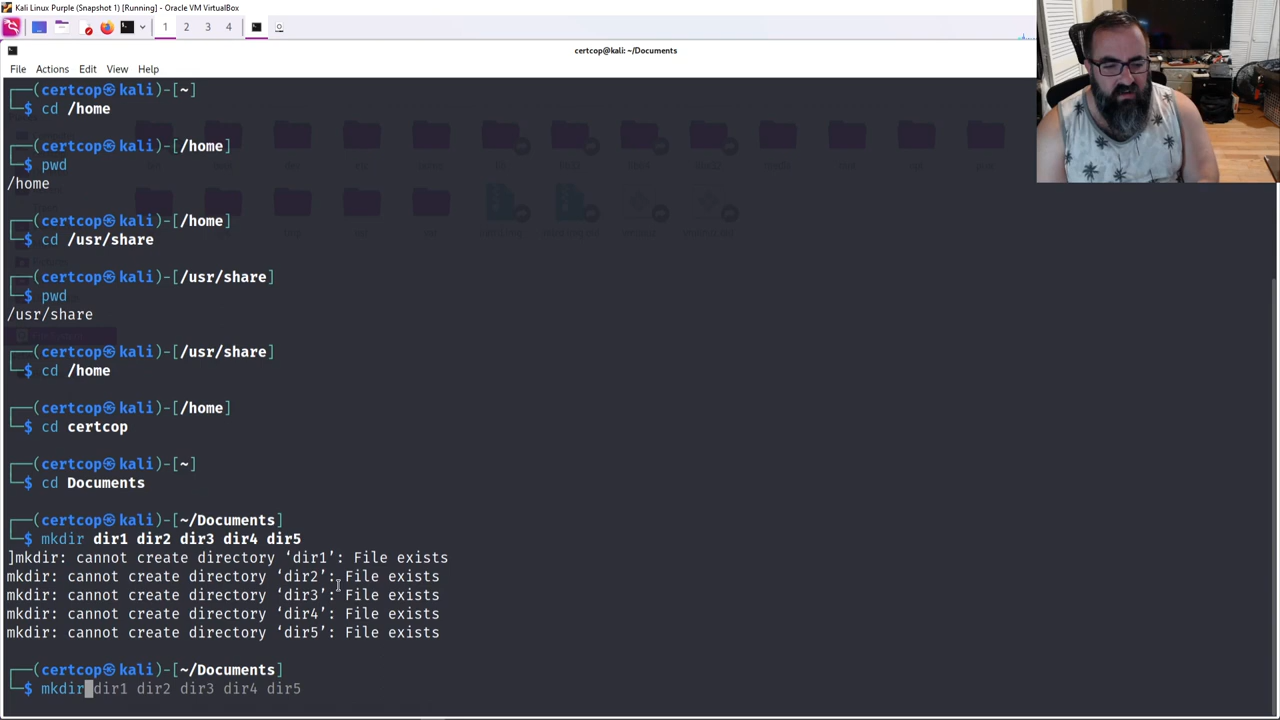 Kali Linux Purple (Snapshot 1) [Running] - Oracle VM VirtualBox
1 2 3 4
certcop@kali: ~/Documents
File Actions Edit View Help
┌──(certcop㉿kali)-[~]
└─$ cd /home
┌──(certcop㉿kali)-[/home]
└─$ pwd
/home
┌──(certcop㉿kali)-[/home]
└─$ cd /usr/share
┌──(certcop㉿kali)-[/usr/share]
└─$ pwd
/usr/share
┌──(certcop㉿kali)-[/usr/share]
└─$ cd /home
┌──(certcop㉿kali)-[/home]
└─$ cd certcop
┌──(certcop㉿kali)-[~]
└─$ cd Documents
┌──(certcop㉿kali)-[~/Documents]
└─$ mkdir dir1 dir2 dir3 dir4 dir5
]mkdir: cannot create directory ‘dir1’: File exists
mkdir: cannot create directory ‘dir2’: File exists
mkdir: cannot create directory ‘dir3’: File exists
mkdir: cannot create directory ‘dir4’: File exists
mkdir: cannot create directory ‘dir5’: File exists
┌──(certcop㉿kali)-[~/Documents]
└─$ mkdir dir1 dir2 dir3 dir4 dir5